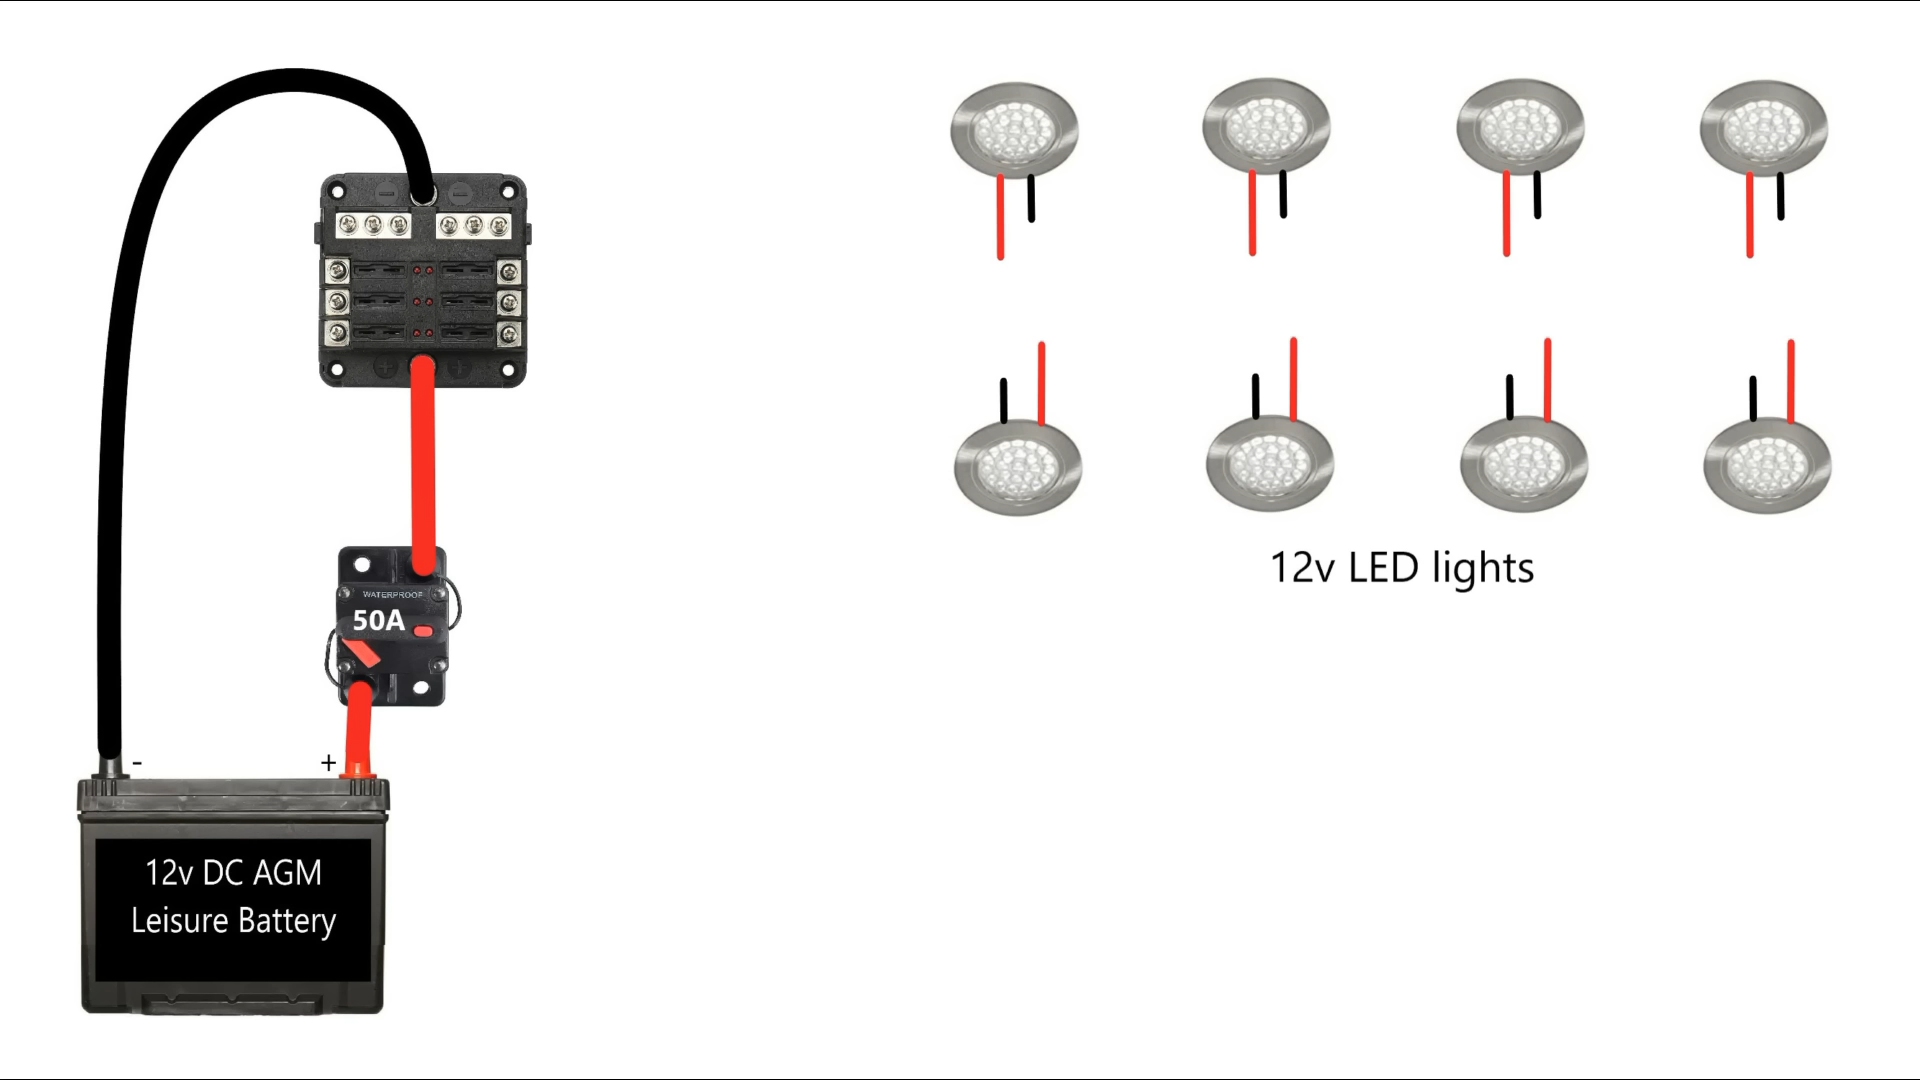 12v LED lights
WATERPROOF
50A
- +
12v DC AGM
Leisure Battery